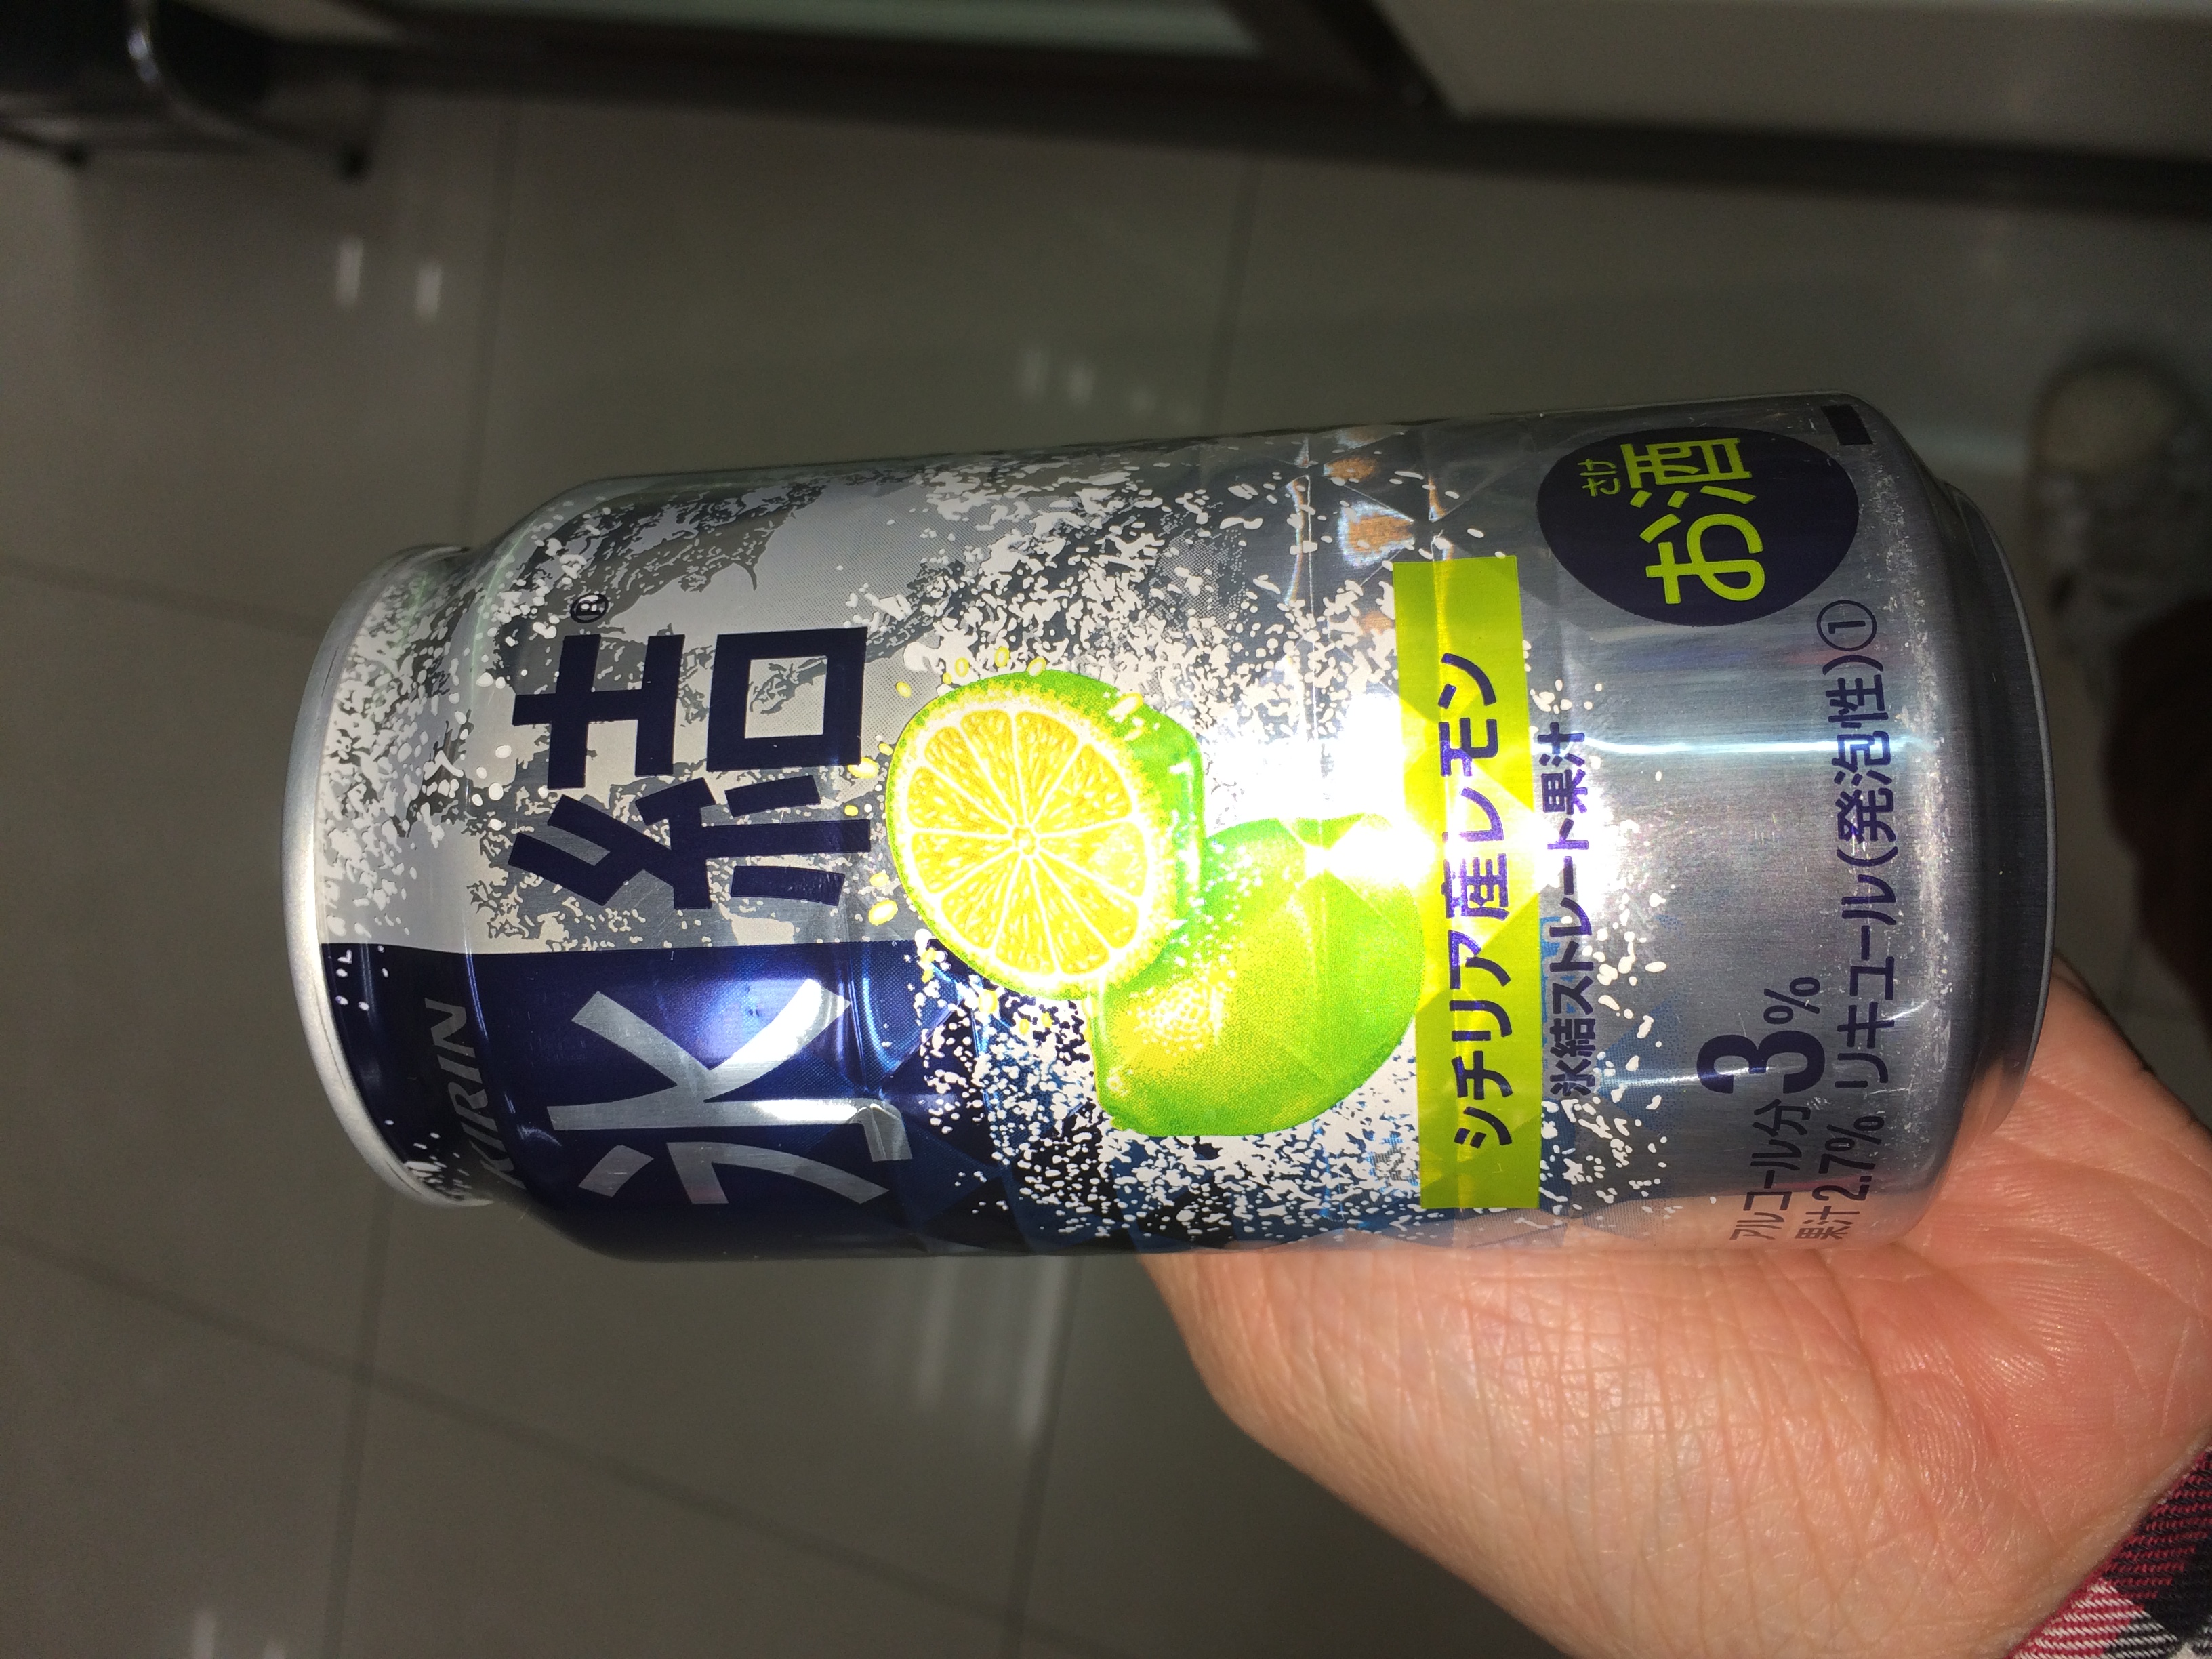 KIRIN
氷結®
シチリア産レモン
氷結ストレート果汁
アルコール分3%
果汁2.7% リキュール(発泡性)①
さけ
お酒